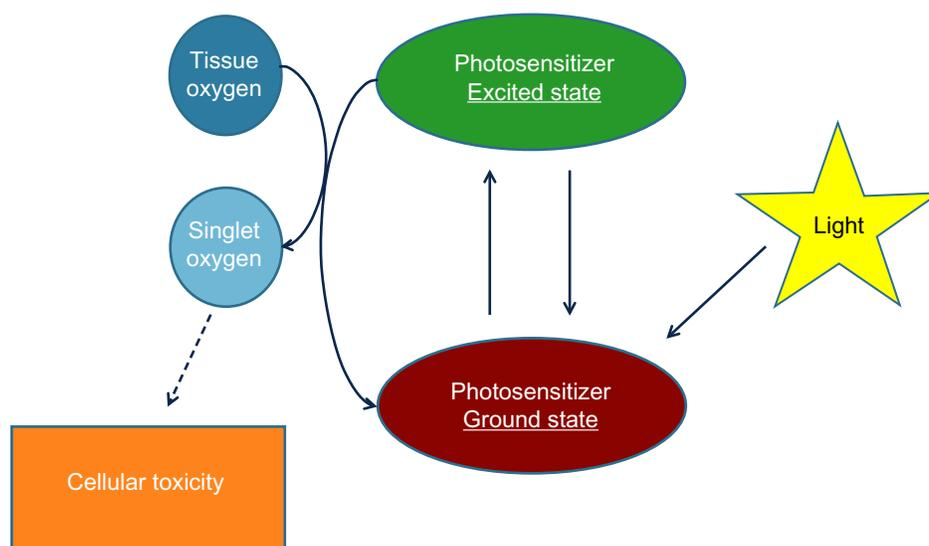 Tissue
oxygen
Photosensitizer
Excited state
Singlet
oxygen
Light
Photosensitizer
Ground state
Cellular toxicity